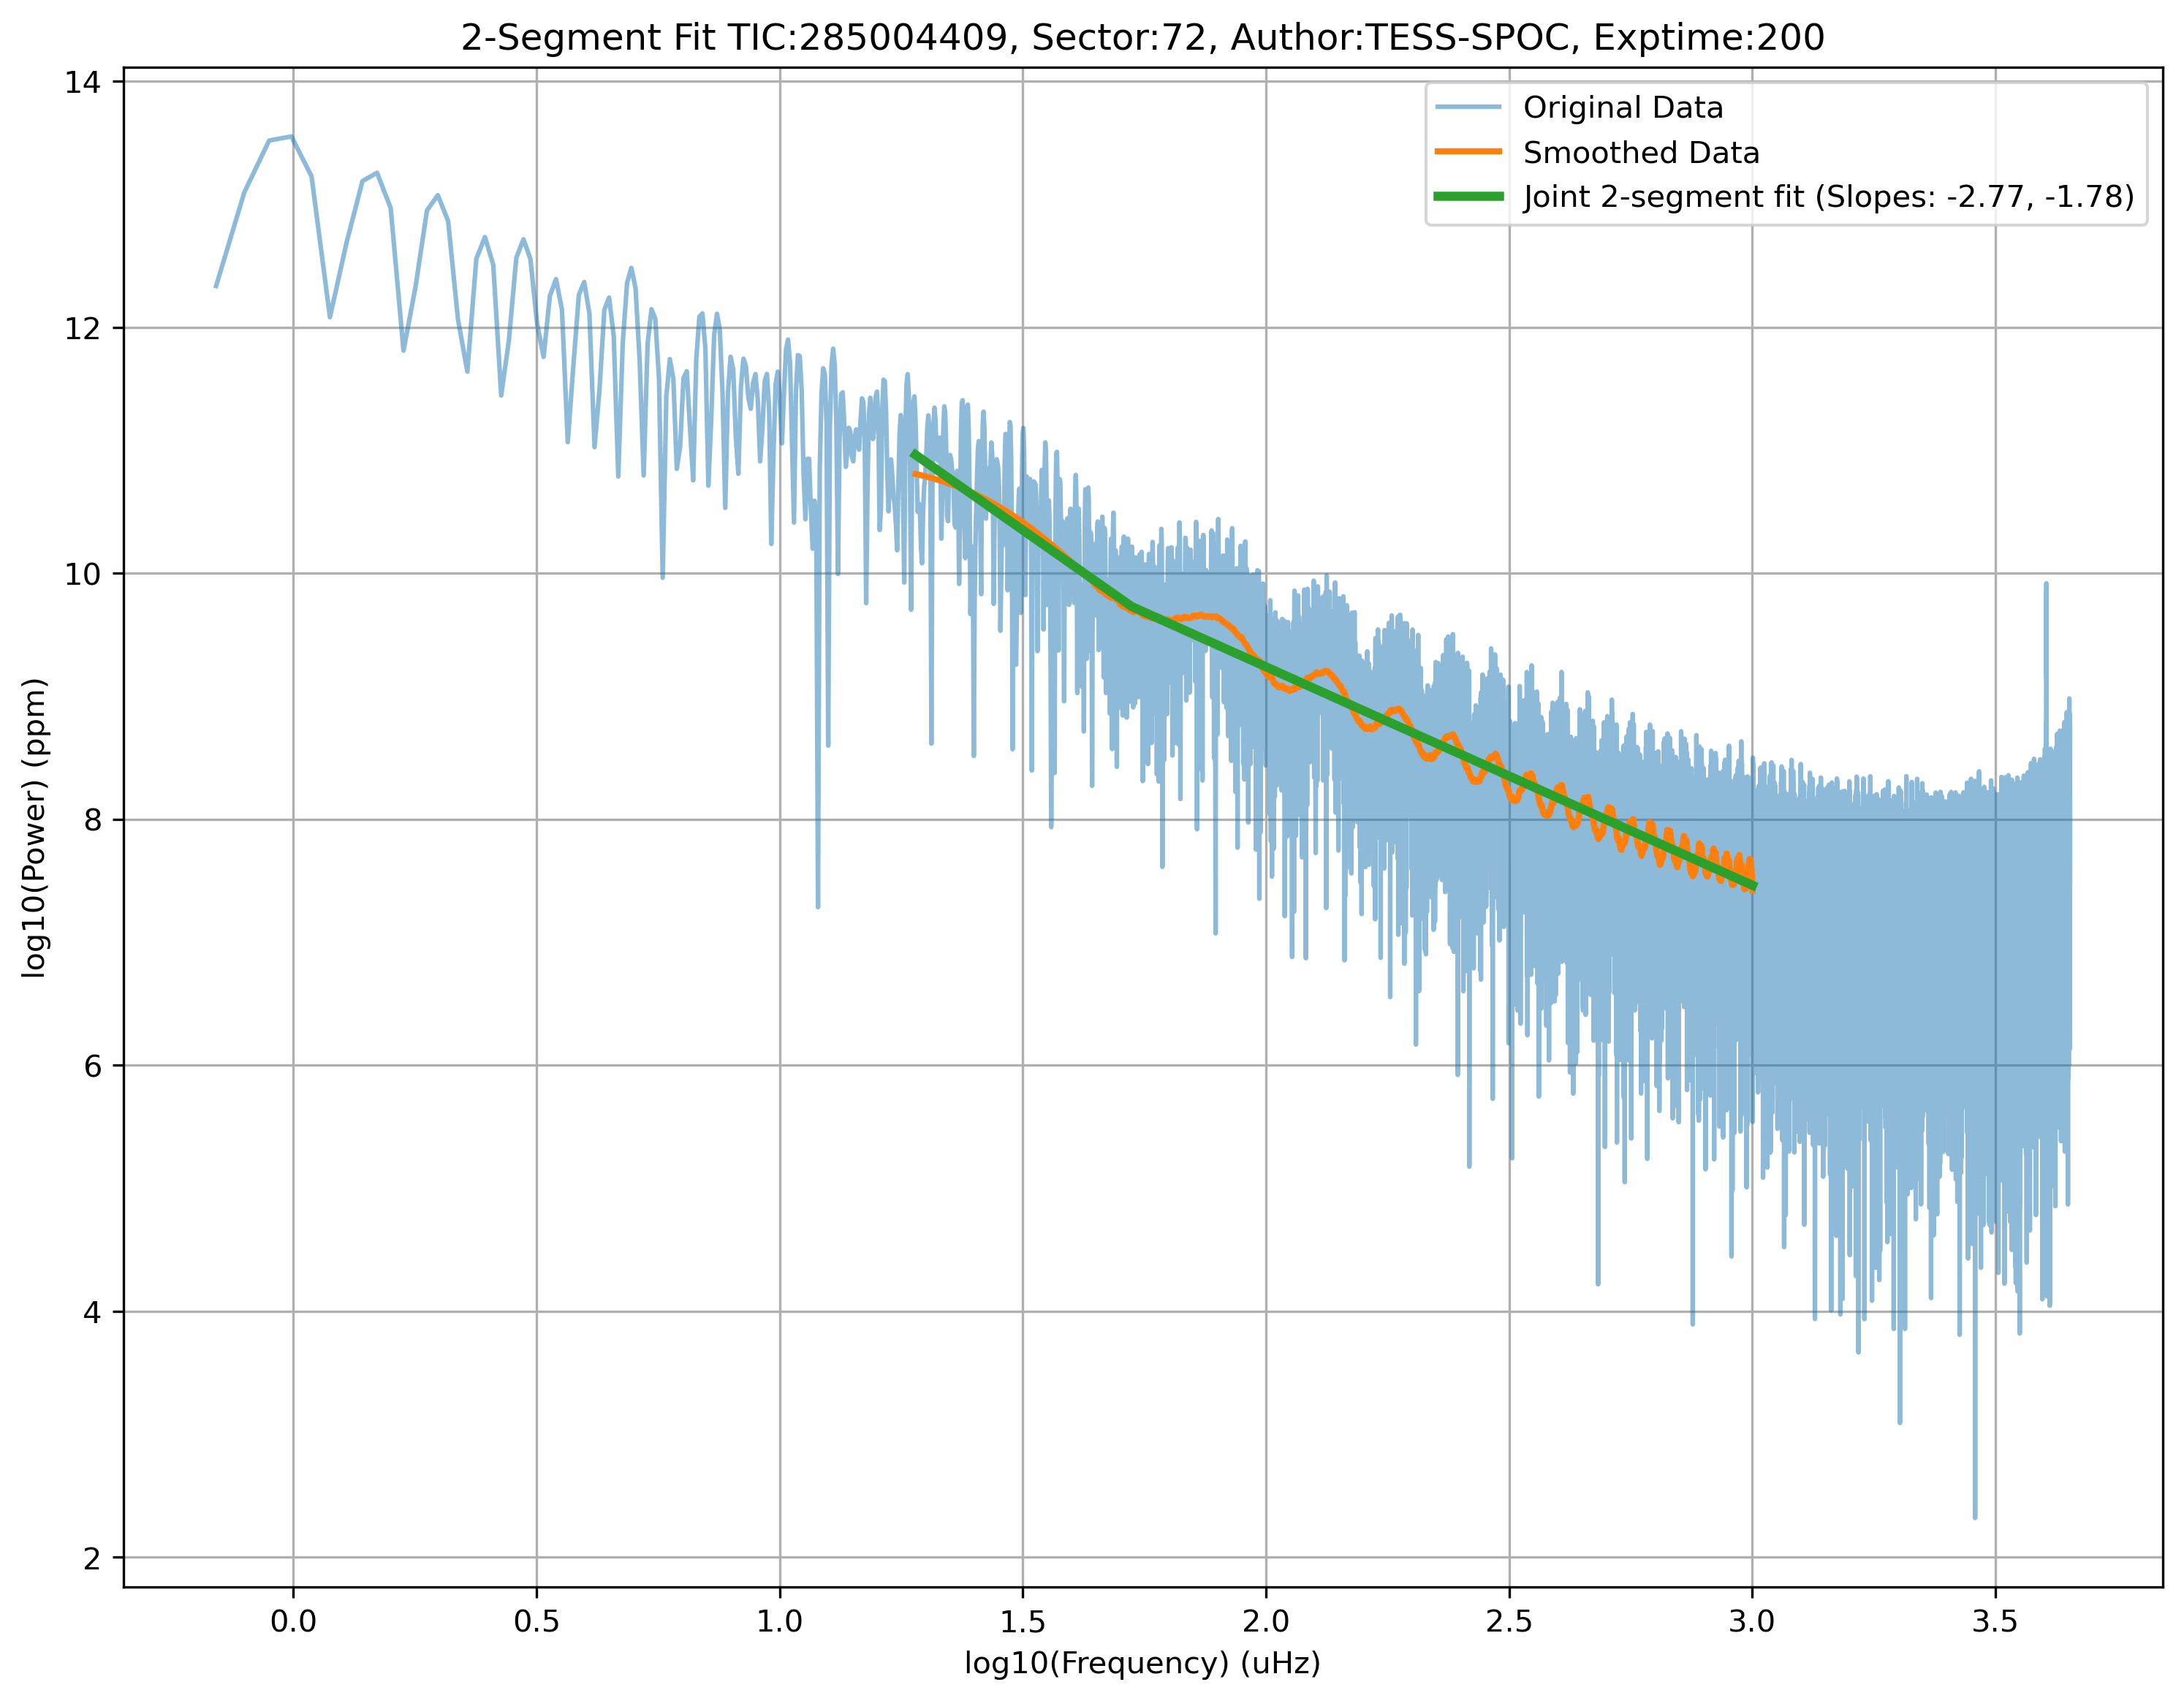 2-Segment Fit TIC:285004409, Sector:72, Author:TESS-SPOC, Exptime:200
Original Data
Smoothed Data
Joint 2-segment fit (Slopes: -2.77, -1.78)
log10(Power) (ppm)
14
12
10
8
6
4
2
0.0 0.5 1.0 1.5 2.0 2.5 3.0 3.5
log10(Frequency) (uHz)